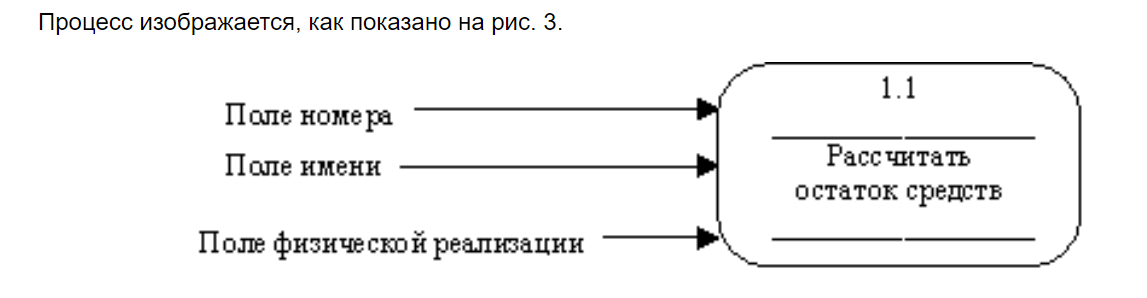 Процесс изображается, как показано на рис. 3.
1.1
Поле номера
Поле имени
Рассчитать
остаток средств
Поле физической реализации